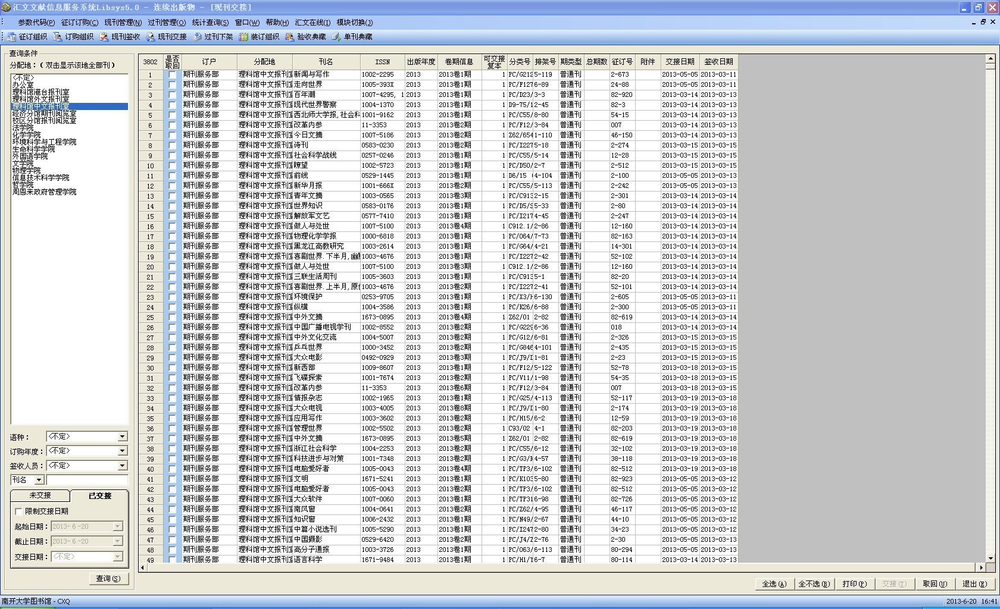 汇文文献信息服务系统Libsys5.0 - 连续出版物 - [现刊交接]
参数代码(P) 征订订购(C) 现刊管理(N) 过刊管理(O) 统计查询(S) 窗口(W) 帮助(H) 汇文在线(I) 模块切换(J)
征订组织 订购组织 现刊签收 现刊交接 过刊下架 装订组织 验收典藏 单刊典藏
查询条件
分配地：（ 双击显示该地全部刊 ）
<不定>
办公室
理科馆港台报刊室
理科馆外文报刊室
理科馆中文报刊室
经济分馆期刊阅览室
校区分馆报刊阅览室
法学院
化学学院
环境科学与工程学院
生命科学学院
外国语学院
文学院
物理学院
信息技术科学学院
哲学院
周恩来政府管理学院
语种： <不定>
订购年度： <不定>
签收人员： <不定>
刊名
未交接 已交接
限制交接日期
起始日期： 2013- 6 -20
截止日期： 2013- 6 -20
交接日期： <不定>
查询(S)
3802 是否取回 订户 分配地 刊名 ISSN 出版年度 卷期信息 可交接复本 分类号 排架号 期类型 总期数 征订号 附件 交接日期 签收日期
1 期刊服务部 理科馆中文报刊 新闻与写作 1002-2295 2013 2013卷1期 1 PC/G212 5-119 普通刊 2-673 2013-05-05 2013-03-11
2 期刊服务部 理科馆中文报刊 走向世界 1005-393X 2013 2013卷2期 1 PC/F127 6-89 普通刊 24-88 2013-05-05 2013-03-11
3 期刊服务部 理科馆中文报刊 百年潮 1007-4295, 1 2013 2013卷1期 1 PC/D23/ 3-3 普通刊 82-920 2013-03-14 2013-03-13
4 期刊服务部 理科馆中文报刊 现代世界警察 1004-1370 2013 2013卷1期 1 D9-75/1 2-45 普通刊 82-3 2013-03-14 2013-03-13
5 期刊服务部 理科馆中文报刊 西北师大学报,社会科 1001-9162 2013 2013卷1期 1 PC/C55/ 8-80 普通刊 54-15 2013-03-14 2013-03-13
6 期刊服务部 理科馆中文报刊 改革内参 11-3353 2013 2013卷2期 1 PC/F12/ 3-84 普通刊 007 2013-03-14 2013-03-13
7 期刊服务部 理科馆中文报刊 今日文摘 1007-5186 2013 2013卷2期 1 Z62/654 1-110 普通刊 46-150 2013-03-14 2013-03-13
8 期刊服务部 理科馆中文报刊 诗刊 0583-0230 2013 2013卷2期 1 PC/I227 5-18 普通刊 2-274 2013-03-15 2013-03-15
9 期刊服务部 理科馆中文报刊 社会科学战线 0257-0246 2013 2013卷1期 1 PC/C55/ 5-14 普通刊 12-28 2013-03-15 2013-03-15
10 期刊服务部 理科馆中文报刊 瞭望 1002-5723 2013 2013卷1期 1 PC/D50/ 2-7 普通刊 2-512 2013-03-15 2013-03-15
11 期刊服务部 理科馆中文报刊 前线 0529-1445 2013 2013卷1期 1 D6/15 4-104 普通刊 2-100 2013-05-05 2013-03-13
12 期刊服务部 理科馆中文报刊 新华月报 1001-666X 2013 2013卷2期 1 PC/C55/ 5-113 普通刊 2-242 2013-05-05 2013-03-13
13 期刊服务部 理科馆中文报刊 青年文摘 1003-0565 2013 2013卷3期 1 PC/C913 2-15 普通刊 2-301 2013-03-14 2013-03-14
14 期刊服务部 理科馆中文报刊 世界知识 0583-0176 2013 2013卷1期 1 PC/D5/S 5-33 普通刊 2-80 2013-03-14 2013-03-14
15 期刊服务部 理科馆中文报刊 解放军文艺 0577-7410 2013 2013卷1期 1 PC/I217 4-45 普通刊 2-247 2013-03-14 2013-03-14
16 期刊服务部 理科馆中文报刊 做人与处世 1007-5100 2013 2013卷4期 1 C912.1/ 2-86 普通刊 12-160 2013-03-14 2013-03-14
17 期刊服务部 理科馆中文报刊 物理化学学报 1000-6818 2013 2013卷1期 1 PC/O64/ 7-73 普通刊 82-163 2013-03-14 2013-03-14
18 期刊服务部 理科馆中文报刊 黑龙江高教研究 1003-2614 2013 2013卷1期 1 PC/G64/ 4-21 普通刊 14-301 2013-03-14 2013-03-14
19 期刊服务部 理科馆中文报刊 喜剧世界.下半月,幽 1003-4676 2013 2013卷1期 1 PC/I227 2-42 普通刊 52-102 2013-03-14 2013-03-14
20 期刊服务部 理科馆中文报刊 做人与处世 1007-5100 2013 2013卷3期 1 C912.1/ 2-86 普通刊 12-160 2013-03-14 2013-03-14
21 期刊服务部 理科馆中文报刊 三联生活周刊 1005-3603 2013 2013卷1期 1 PC/C913 5-1 普通刊 82-20 2013-03-14 2013-03-14
22 期刊服务部 理科馆中文报刊 喜剧世界.上半月,原 1003-4676 2013 2013卷2期 1 PC/I227 2-41 普通刊 52-101 2013-03-14 2013-03-14
23 期刊服务部 理科馆中文报刊 环境保护 0253-9705 2013 2013卷1期 1 PC/X3/H 6-130 普通刊 2-605 2013-05-05 2013-03-11
24 期刊服务部 理科馆中文报刊 纵横 1004-3586 2013 2013卷1期 1 PC/K26/ 6-88 普通刊 2-300 2013-05-05 2013-03-11
25 期刊服务部 理科馆中文报刊 中外文摘 1673-0895 2013 2013卷4期 1 Z62/01 2-82 普通刊 82-619 2013-03-14 2013-03-14
26 期刊服务部 理科馆中文报刊 中国广播电视学刊 1002-8552 2013 2013卷2期 1 PC/G229 6-36 普通刊 018 2013-03-14 2013-03-14
27 期刊服务部 理科馆中文报刊 中外文化交流 1004-5007 2013 2013卷2期 1 PC/G12/ 6-81 普通刊 2-326 2013-03-15 2013-03-15
28 期刊服务部 理科馆中文报刊 乒乓世界 1000-3452 2013 2013卷2期 1 PC/G846 4-101 普通刊 2-435 2013-03-15 2013-03-15
29 期刊服务部 理科馆中文报刊 大众电影 0492-0929 2013 2013卷3期 1 PC/J9/D 1-81 普通刊 2-23 2013-03-15 2013-03-15
30 期刊服务部 理科馆中文报刊 新西部 1009-8607 2013 2013卷1期 1 PC/F12/ 5-122 普通刊 52-78 2013-03-18 2013-03-15
31 期刊服务部 理科馆中文报刊 飞碟探索 1001-7674 2013 2013卷2期 1 PC/V11/ 1-98 普通刊 54-35 2013-03-18 2013-03-15
32 期刊服务部 理科馆中文报刊 改革内参 11-3353 2013 2013卷6期 1 PC/F12/ 3-84 普通刊 007 2013-03-18 2013-03-15
33 期刊服务部 理科馆中文报刊 情报杂志 1002-1965 2013 2013卷1期 1 PC/G25/ 4-113 普通刊 52-117 2013-03-19 2013-03-18
34 期刊服务部 理科馆中文报刊 大众电视 1003-4005 2013 2013卷8期 1 PC/J9/D 1-80 普通刊 2-174 2013-03-19 2013-03-18
35 期刊服务部 理科馆中文报刊 应用写作 1003-3602 2013 2013卷2期 1 PC/H15/ 6-2 普通刊 12-59 2013-03-19 2013-03-18
36 期刊服务部 理科馆中文报刊 管理世界 1002-5502 2013 2013卷2期 1 C93/02 4-1 普通刊 82-203 2013-03-19 2013-03-18
37 期刊服务部 理科馆中文报刊 中外文摘 1673-0895 2013 2013卷5期 1 Z62/01 2-82 普通刊 82-619 2013-03-19 2013-03-18
38 期刊服务部 理科馆中文报刊 浙江社会科学 1004-2253 2013 2013卷2期 1 PC/C55/ 6-12 普通刊 32-102 2013-03-19 2013-03-18
39 期刊服务部 理科馆中文报刊 科技进步与对策 1001-7348 2013 2013卷2期 1 PC/G3/K 4-57 普通刊 38-118 2013-03-19 2013-03-18
40 期刊服务部 理科馆中文报刊 电脑爱好者 1005-0043 2013 2013卷4期 1 PC/TP3/ 6-102 普通刊 82-512 2013-03-19 2013-03-18
41 期刊服务部 理科馆中文报刊 文明 1671-5241 2013 2013卷1期 1 PC/K103 5-80 普通刊 82-923 2013-05-05 2013-03-12
42 期刊服务部 理科馆中文报刊 电脑爱好者 1005-0043 2013 2013卷2期 1 PC/TP3/ 6-102 普通刊 82-512 2013-05-05 2013-03-12
43 期刊服务部 理科馆中文报刊 大众软件 1007-0060 2013 2013卷1期 1 PC/TP31 6-98 普通刊 82-726 2013-05-05 2013-03-12
44 期刊服务部 理科馆中文报刊 南风窗 1004-0641 2013 2013卷2期 1 PC/Z62/ 4-95 普通刊 46-117 2013-05-05 2013-03-12
45 期刊服务部 理科馆中文报刊 知识窗 1006-2432 2013 2013卷1期 1 PC/N49/ 2-67 普通刊 44-10 2013-05-05 2013-03-12
46 期刊服务部 理科馆中文报刊 中篇小说选刊 1005-5290 2013 2013卷1期 1 PC/I247 2-80 普通刊 34-23 2013-05-05 2013-03-12
47 期刊服务部 理科馆中文报刊 中国摄影 0529-6420 2013 2013卷2期 1 PC/J4/Z 2-76 普通刊 2-30 2013-05-05 2013-03-12
48 期刊服务部 理科馆中文报刊 高分子通报 1003-3726 2013 2013卷1期 1 PC/O63/ 6-113 普通刊 80-294 2013-05-05 2013-03-12
49 期刊服务部 理科馆中文报刊 语言科学 1671-9484 2013 2013卷1期 1 PC/H1/Y 6-7 普通刊 80-114 2013-03-14 2013-03-13
全选(A) 全不选(B) 打印(P) 交接(T) 取回(U) 退出(E)
南开大学图书馆 - CXQ 2013-6-20 16:41